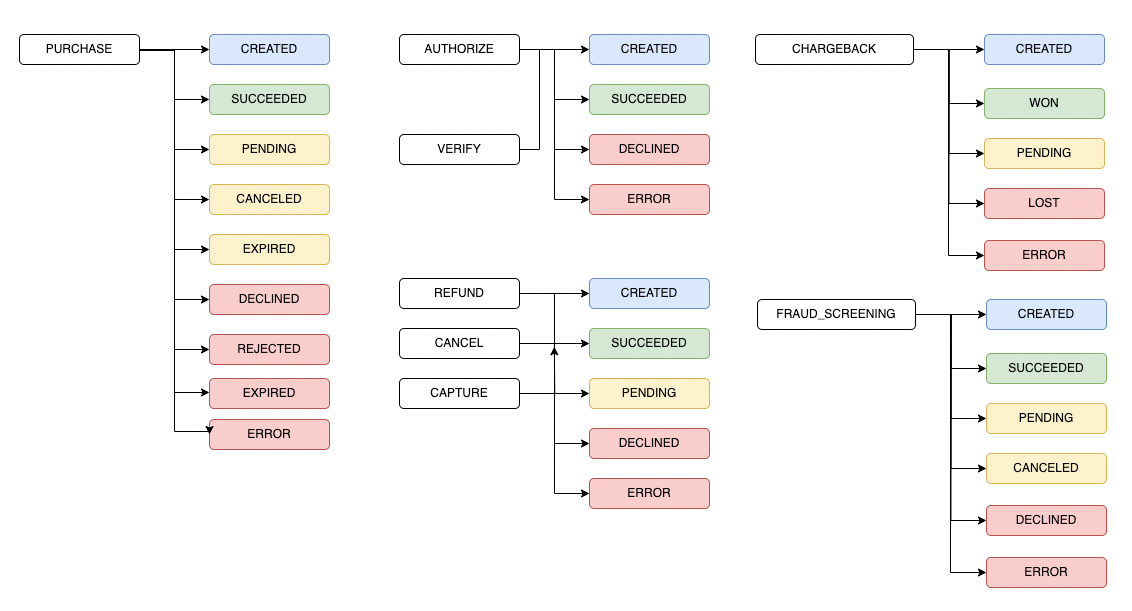 PURCHASE
CREATED
SUCCEEDED
PENDING
CANCELED
EXPIRED
DECLINED
REJECTED
EXPIRED
ERROR
AUTHORIZE
VERIFY
CREATED
SUCCEEDED
DECLINED
ERROR
REFUND
CANCEL
CAPTURE
CREATED
SUCCEEDED
PENDING
DECLINED
ERROR
CHARGEBACK
CREATED
WON
PENDING
LOST
ERROR
FRAUD_SCREENING
CREATED
SUCCEEDED
PENDING
CANCELED
DECLINED
ERROR